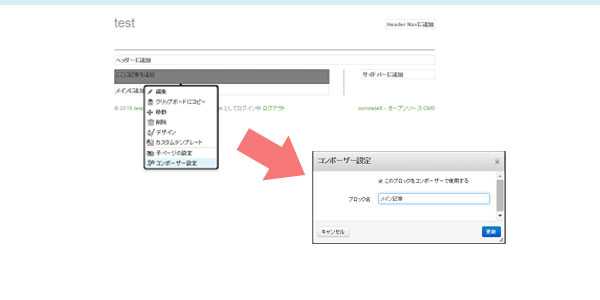 test
Header Navに追加
ヘッダーに追加
ここに記事を追加
サイドバーに追加
メインに追加
編集
クリップボードにコピー
移動
削除
デザイン
カスタムテンプレート
子ページの設定
コンポーザー設定
としてログイン中 ログアウト
concrete5 - オープンソースCMS
コンポーザー設定
このブロックをコンポーザーで使用する
ブロック名
メイン記事
キャンセル
更新